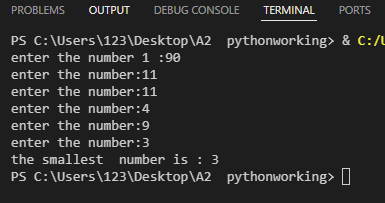 PROBLEMS OUTPUT DEBUG CONSOLE TERMINAL PORTS
PS C:\Users\123\Desktop\A2  pythonworking> & C:/U
enter the number 1 :90
enter the number:11
enter the number:11
enter the number:4
enter the number:9
enter the number:3
the smallest  number is : 3
PS C:\Users\123\Desktop\A2  pythonworking>